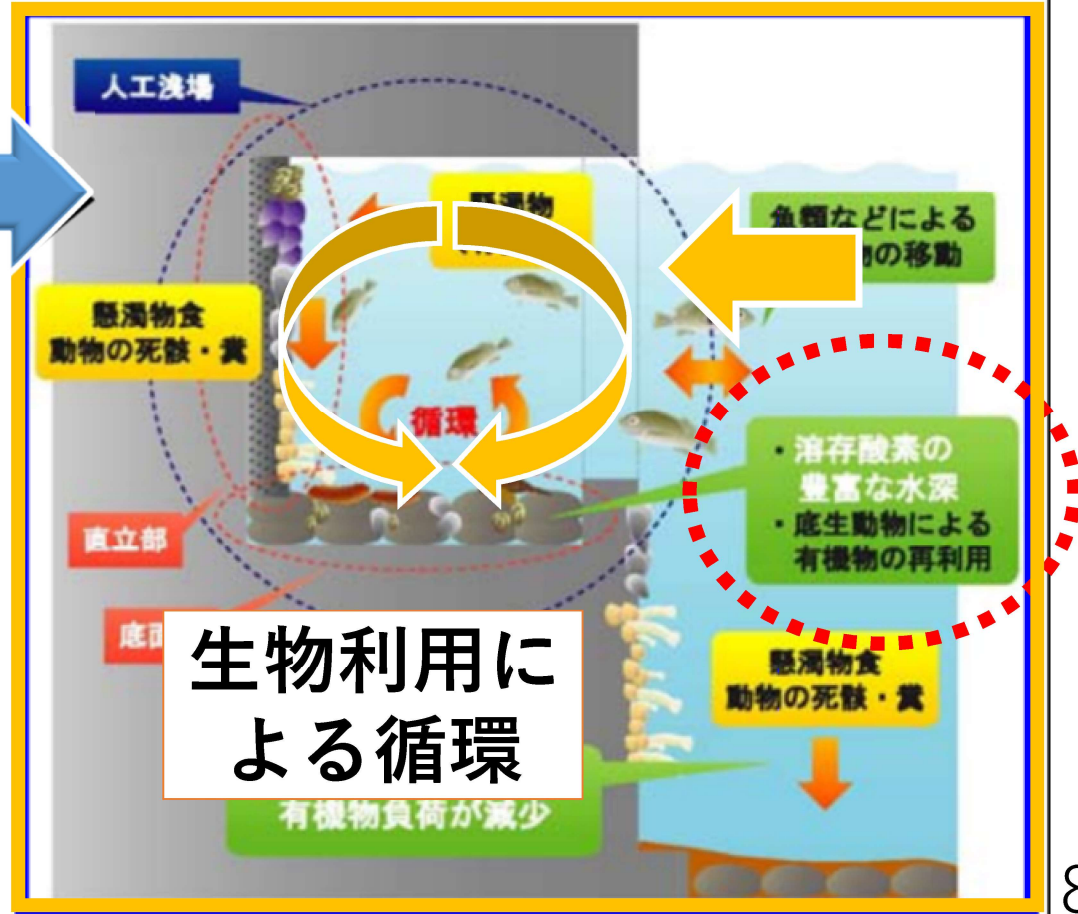 人工浅場
懸濁物
魚類などによる
物の移動
懸濁物食
動物の死骸・糞
循環
・溶存酸素の
豊富な水深
・底生動物による
有機物の再利用
直立部
底面
生物利用に
よる循環
懸濁物食
動物の死骸・糞
有機物負荷が減少
8